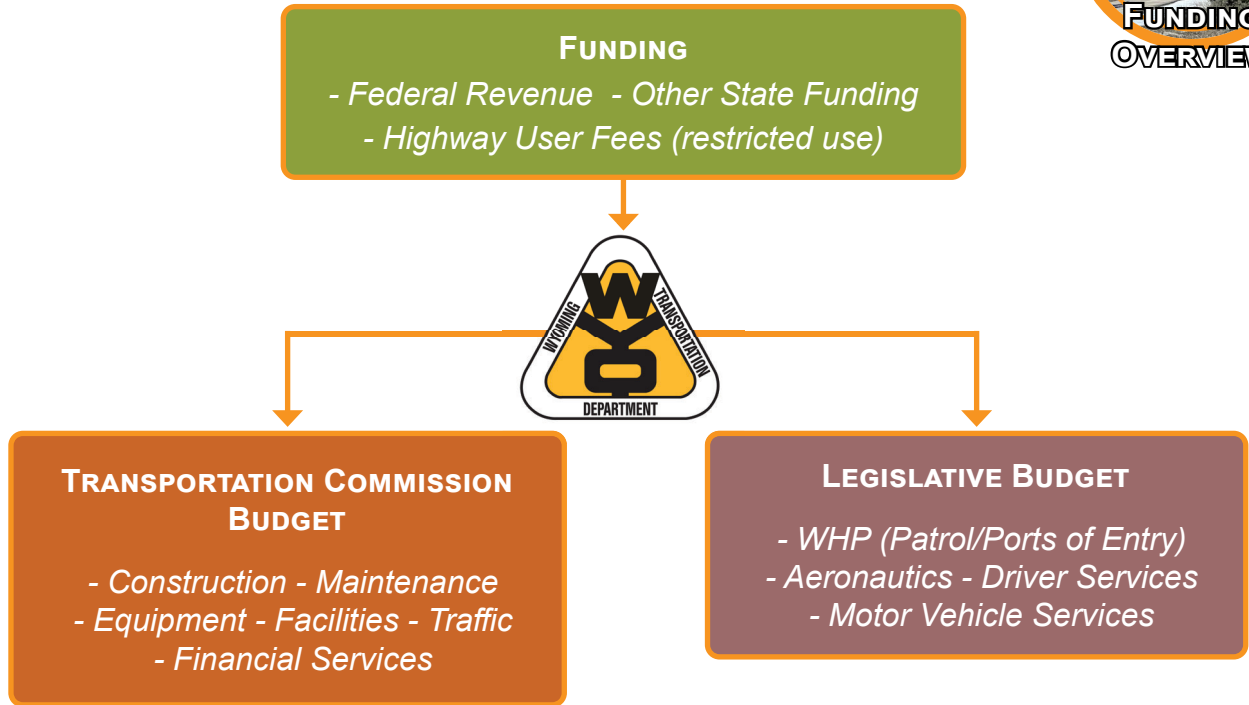 FUNDING
OVERVIEW
FUNDING
- Federal Revenue - Other State Funding
- Highway User Fees (restricted use)
WYO
WYOMING
TRANSPORTATION
DEPARTMENT
TRANSPORTATION COMMISSION
BUDGET
- Construction - Maintenance
- Equipment - Facilities - Traffic
- Financial Services
LEGISLATIVE BUDGET
- WHP (Patrol/Ports of Entry)
- Aeronautics - Driver Services
- Motor Vehicle Services